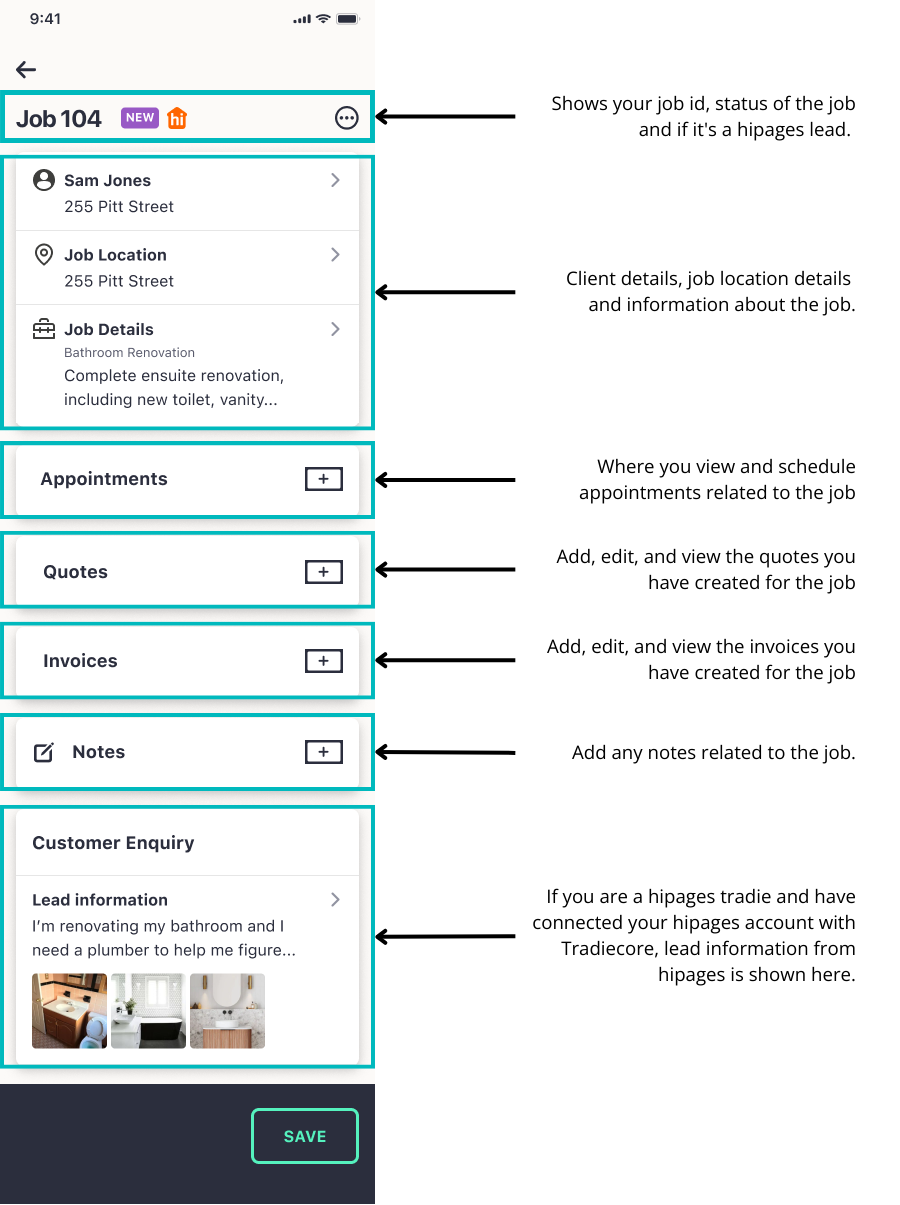 9:41
Job 104 NEW hi
Shows your job id, status of the job
and if it's a hipages lead.
Sam Jones
255 Pitt Street
Job Location
255 Pitt Street
Job Details
Bathroom Renovation
Complete ensuite renovation,
including new toilet, vanity...
Client details, job location details
and information about the job.
Appointments +
Where you view and schedule
appointments related to the job
Quotes +
Add, edit, and view the quotes you
have created for the job
Invoices +
Add, edit, and view the invoices you
have created for the job
Notes +
Add any notes related to the job.
Customer Enquiry
Lead information
I’m renovating my bathroom and I
need a plumber to help me figure...
If you are a hipages tradie and have
connected your hipages account with
Tradiecore, lead information from
hipages is shown here.
SAVE